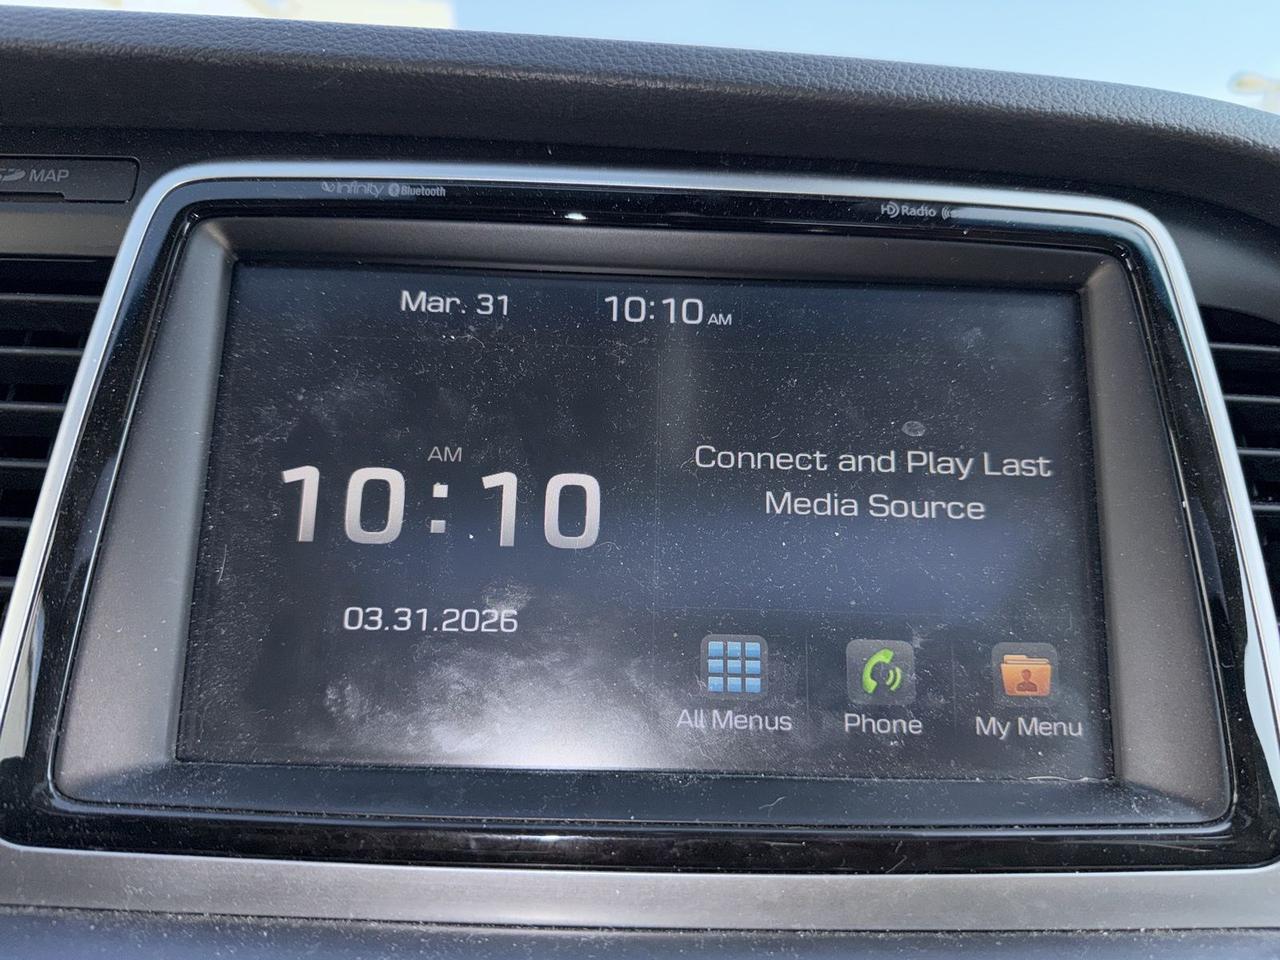 MAP
Infinity Bluetooth
HD Radio
Mar. 31 10:10 AM
AM
10:10
03.31.2026
Connect and Play Last
Media Source
All Menus
Phone
My Menu